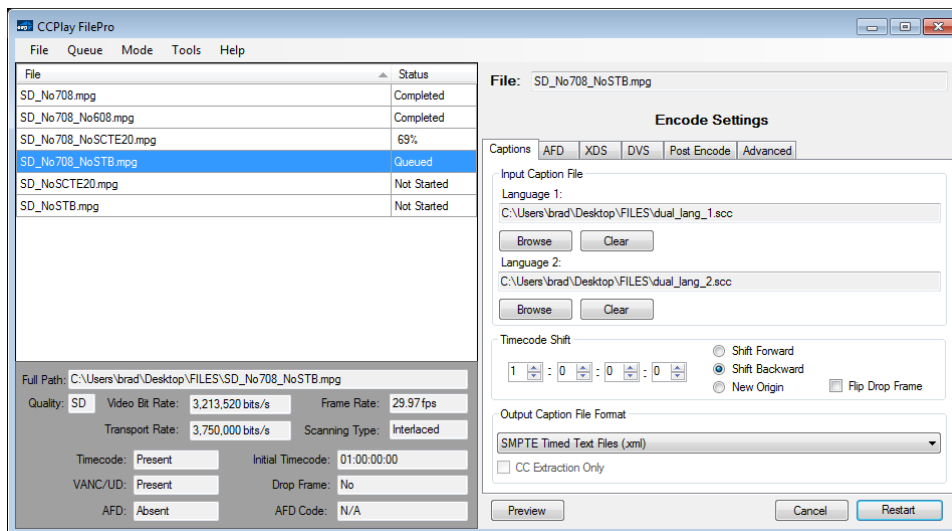 CCPlay FilePro
File Queue Mode Tools Help
File Status
SD_No708.mpg Completed
SD_No708_No608.mpg Completed
SD_No708_NoSCTE20.mpg 69%
SD_No708_NoSTB.mpg Queued
SD_NoSCTE20.mpg Not Started
SD_NoSTB.mpg Not Started
Full Path: C:\Users\brad\Desktop\FILES\SD_No708_NoSTB.mpg
Quality: SD Video Bit Rate: 3,213,520 bits/s Frame Rate: 29.97 fps
Transport Rate: 3,750,000 bits/s Scanning Type: Interlaced
Timecode: Present Initial Timecode: 01:00:00:00
VANC/UD: Present Drop Frame: No
AFD: Absent AFD Code: N/A
File: SD_No708_NoSTB.mpg
Encode Settings
Captions AFD XDS DVS Post Encode Advanced
Input Caption File
Language 1:
C:\Users\brad\Desktop\FILES\dual_lang_1.scc
Browse Clear
Language 2:
C:\Users\brad\Desktop\FILES\dual_lang_2.scc
Browse Clear
Timecode Shift
Shift Forward
1 : 0 : 0 : 0 Shift Backward
New Origin Flip Drop Frame
Output Caption File Format
SMPTE Timed Text Files (.xml)
CC Extraction Only
Preview Cancel Restart